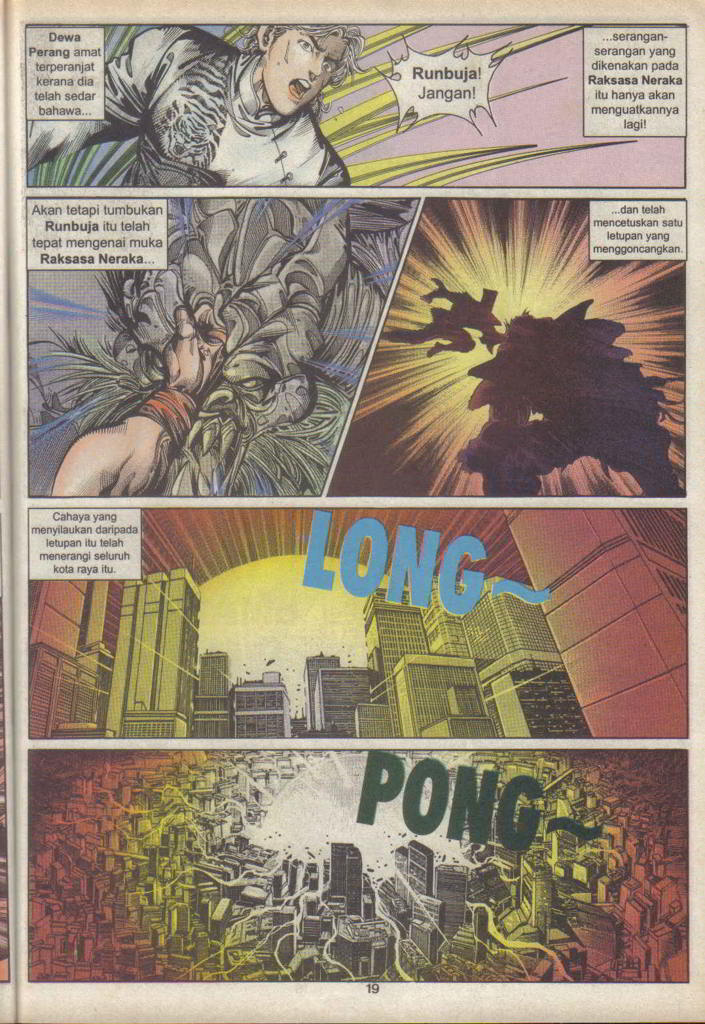 Dewa
Perang amat
terperanjat
kerana dia
telah sedar
bahawa...
Runbuja!
Jangan!
...serangan-
serangan yang
dikenakan pada
Raksasa Neraka
itu hanya akan
menguatkannya
lagi!
Akan tetapi tumbukan
Runbuja itu telah
tepat mengenai muka
Raksasa Neraka...
...dan telah
mencetuskan satu
letupan yang
menggoncangkan.
Cahaya yang
menyilaukan daripada
letupan itu telah
menerangi seluruh
kota raya itu.
LONG~
PONG~
19